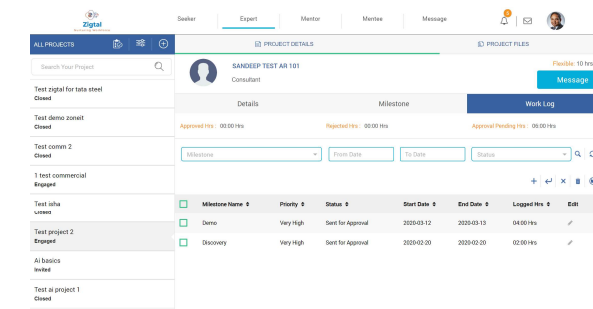 Zigtal
Seeker Expert Mentor Mentee Message
ALL PROJECTS
PROJECT DETAILS PROJECT FILES
Search Your Project
SANDEEP TEST AR 101
Consultant
Flexible: 10 hrs
Message
Test zigtal for tata steel
Closed
Test demo zoneit
Closed
Test comm 2
Closed
1 test commercial
Engaged
Test isha
Closed
Test project 2
Engaged
Ai basics
Invited
Test ai project 1
Closed
Details Milestone Work Log
Approved Hrs : 00:00 Hrs Rejected Hrs : 00:00 Hrs Approval Pending Hrs : 06:00 Hrs
Milestone From Date To Date Status
Milestone Name Priority Status Start Date End Date Logged Hrs Edit
Demo Very High Sent for Approval 2020-03-12 2020-03-13 04:00 Hrs
Discovery Very High Sent for Approval 2020-02-20 2020-02-20 02:00 Hrs